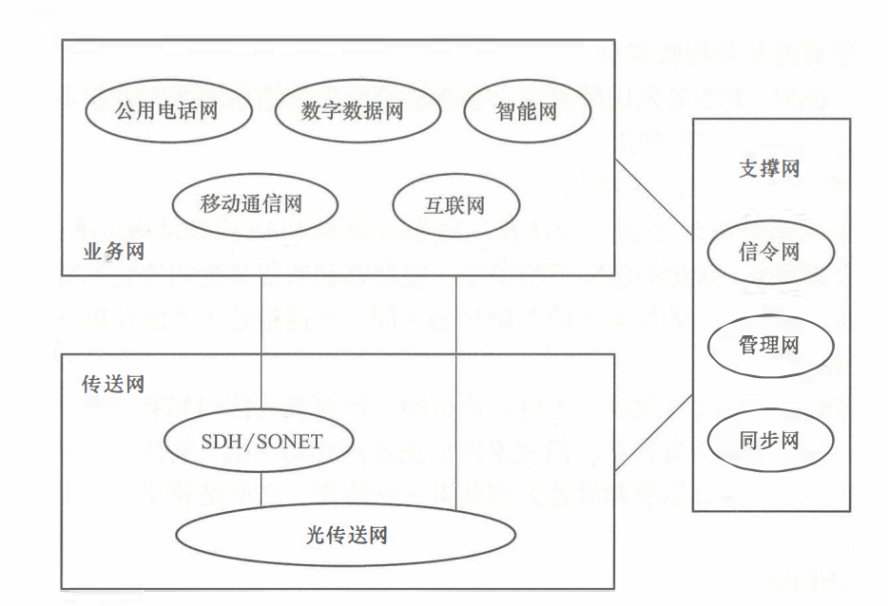 公用电话网
数字数据网
智能网
移动通信网
互联网
业务网
支撑网
信令网
管理网
同步网
传送网
SDH/SONET
光传送网